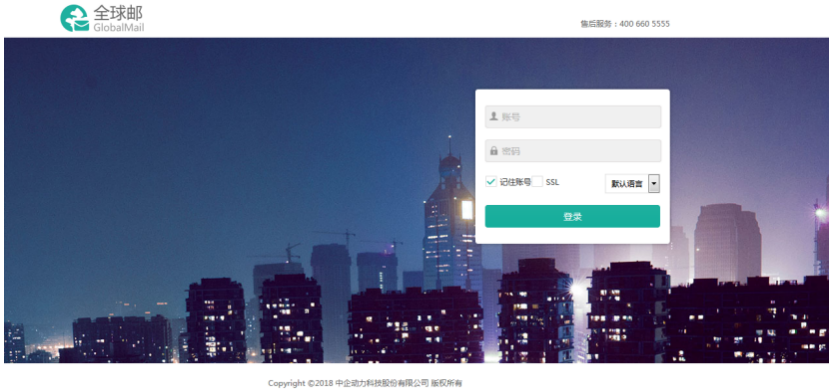 全球邮
GlobalMail
售后服务：400 660 5555
账号
密码
记住账号 SSL 默认语言
登录
Copyright ©2018 中企动力科技股份有限公司 版权所有